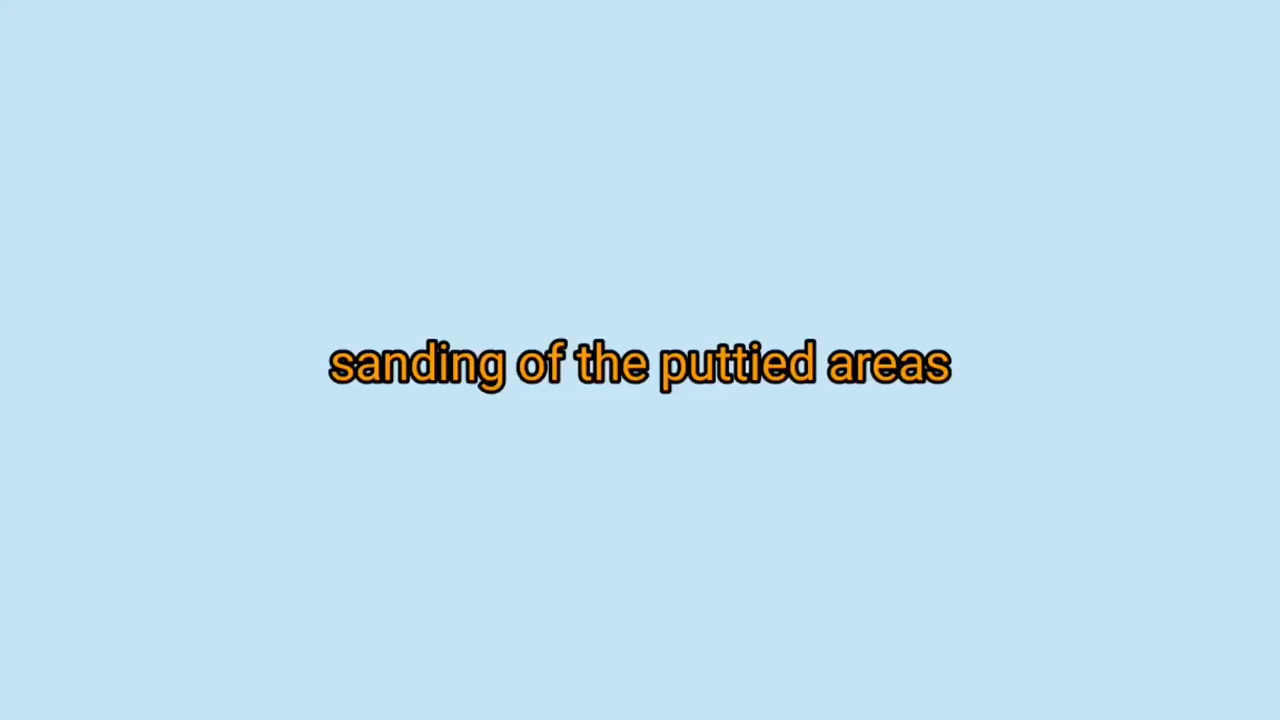 sanding of the puttied areas